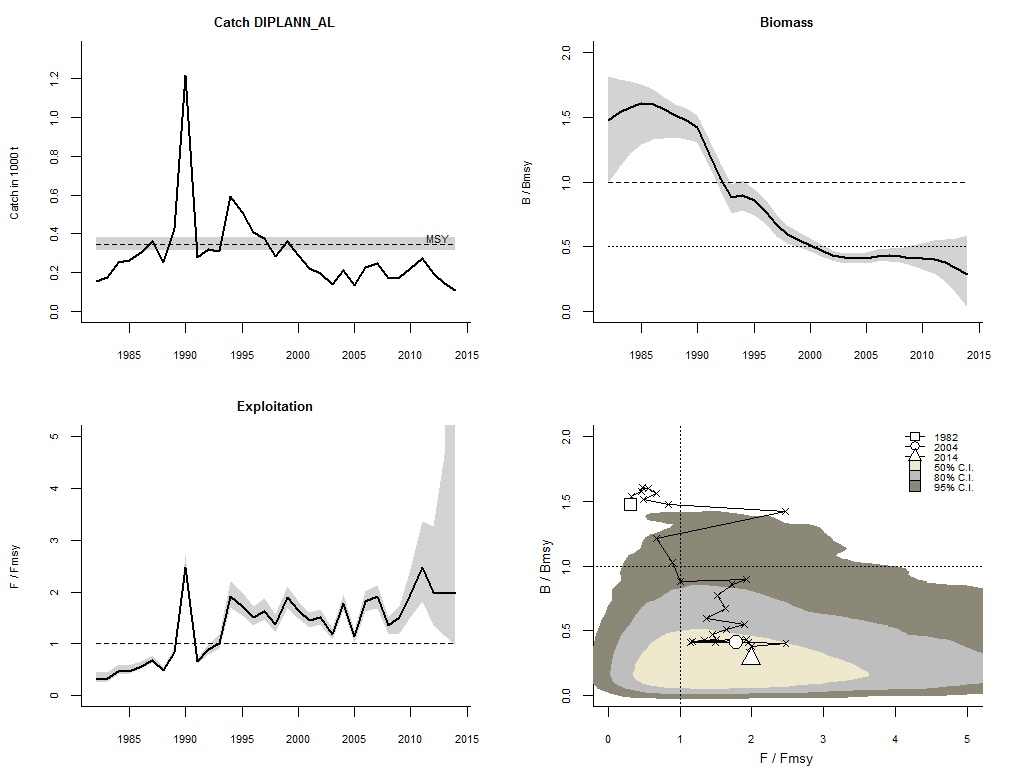 Catch DIPLANN_AL
Catch in 1000 t
0.0 0.2 0.4 0.6 0.8 1.0 1.2
MSY
1985 1990 1995 2000 2005 2010 2015
Biomass
B / Bmsy
0.0 0.5 1.0 1.5 2.0
1985 1990 1995 2000 2005 2010 2015
Exploitation
F / Fmsy
0 1 2 3 4 5
1985 1990 1995 2000 2005 2010 2015
B / Bmsy
0.0 0.5 1.0 1.5 2.0
1982
2004
2014
50% C.I.
80% C.I.
95% C.I.
0 1 2 3 4 5
F / Fmsy